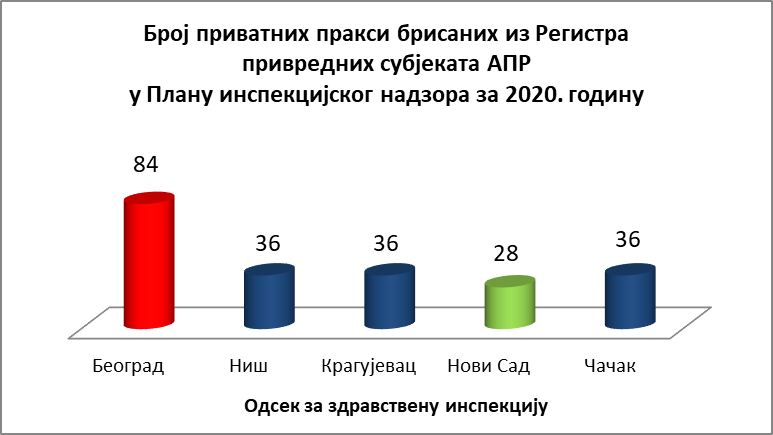 Број приватних пракси брисаних из Регистра
привредних субјеката АПР
у Плану инспекцијског надзора за 2020. годину
84
36
36
28
36
Београд
Ниш
Крагујевац
Нови Сад
Чачак
Одсек за здравствену инспекцију